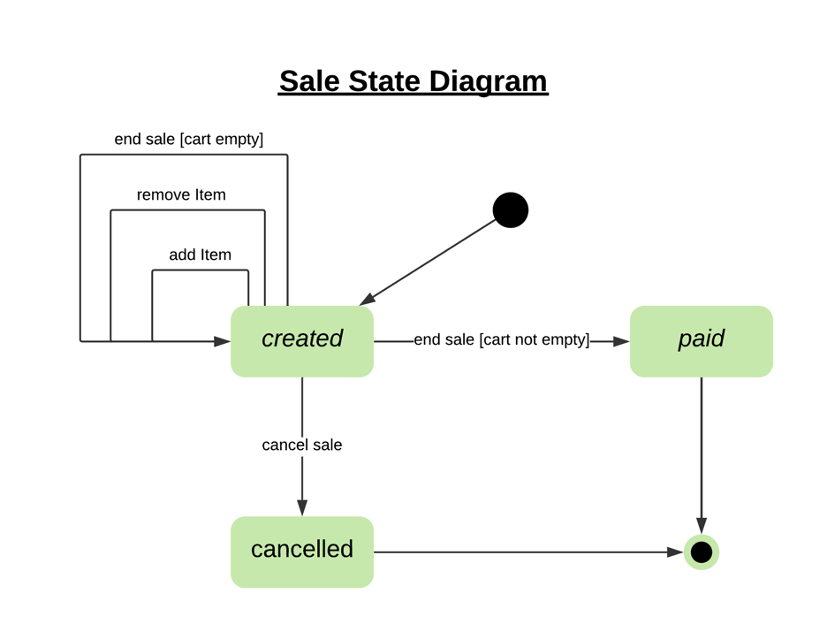 Sale State Diagram
end sale [cart empty]
remove Item
add Item
created
end sale [cart not empty]
paid
cancel sale
cancelled